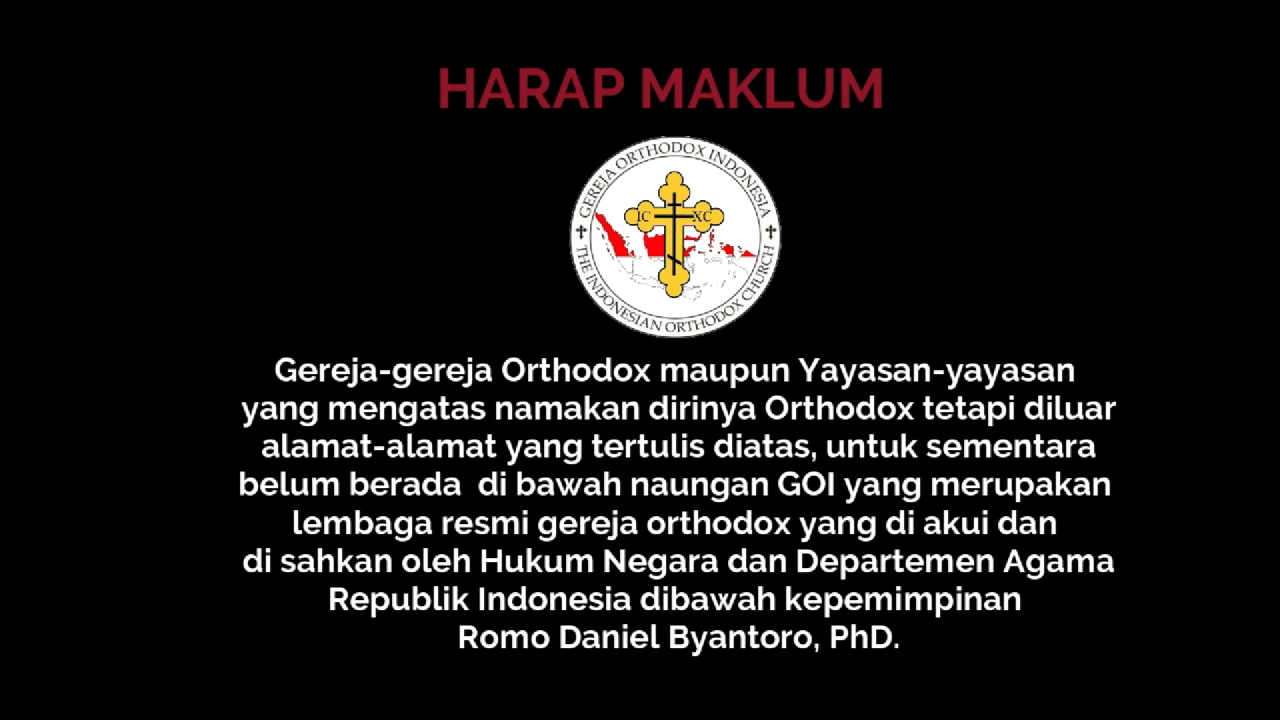 HARAP MAKLUM
GEREJA ORTHODOX INDONESIA
IC XC
THE INDONESIAN ORTHODOX CHURCH
Gereja-gereja Orthodox maupun Yayasan-yayasan
yang mengatas namakan dirinya Orthodox tetapi diluar
alamat-alamat yang tertulis diatas, untuk sementara
belum berada  di bawah naungan GOI yang merupakan
lembaga resmi gereja orthodox yang di akui dan
di sahkan oleh Hukum Negara dan Departemen Agama
Republik Indonesia dibawah kepemimpinan
Romo Daniel Byantoro, PhD.